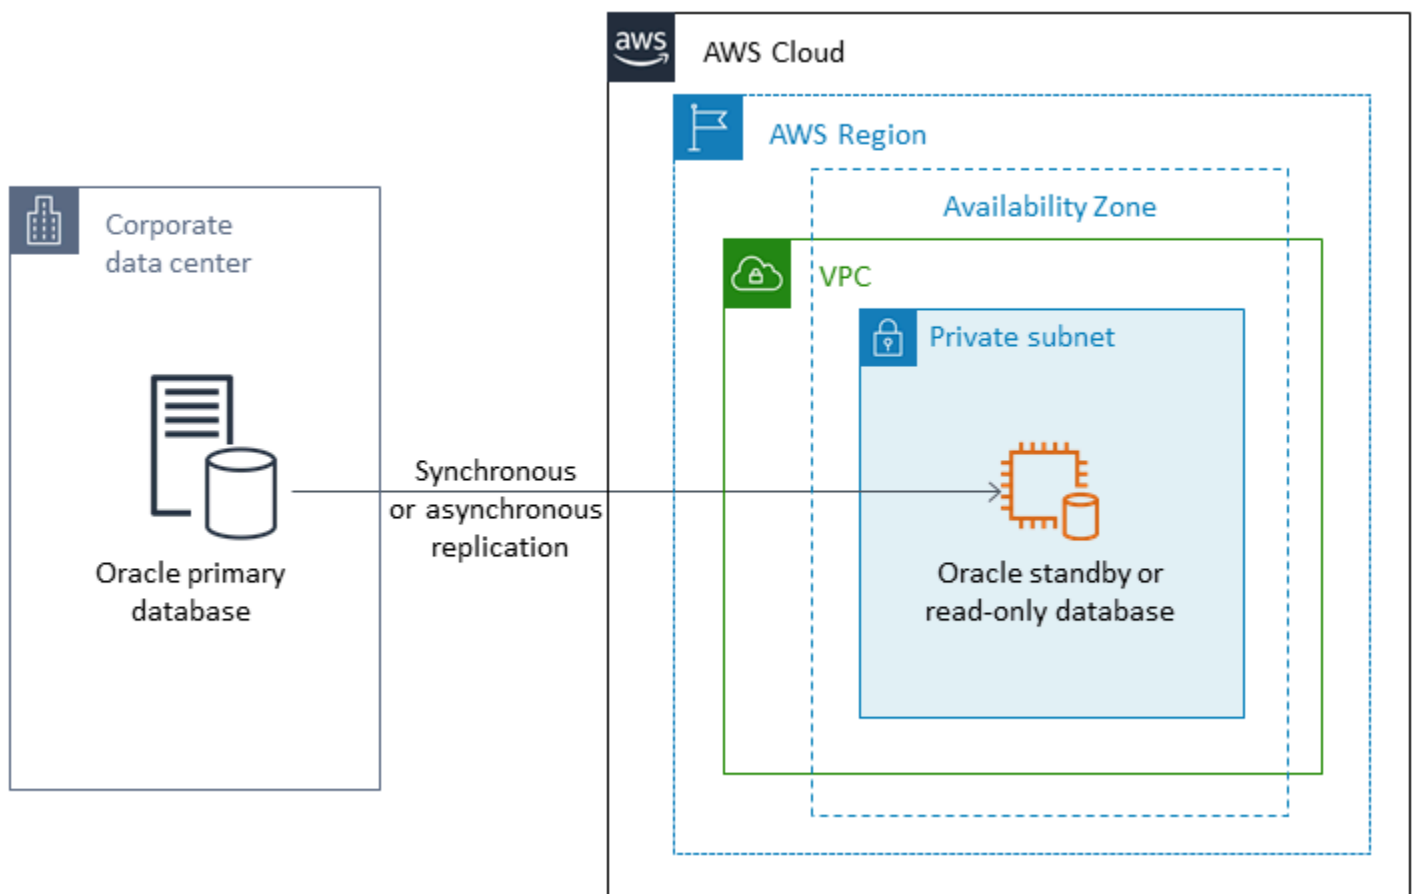 aws
AWS Cloud
AWS Region
Availability Zone
Corporate
data center
VPC
Private subnet
Synchronous
or asynchronous
replication
Oracle primary
database
Oracle standby or
read-only database